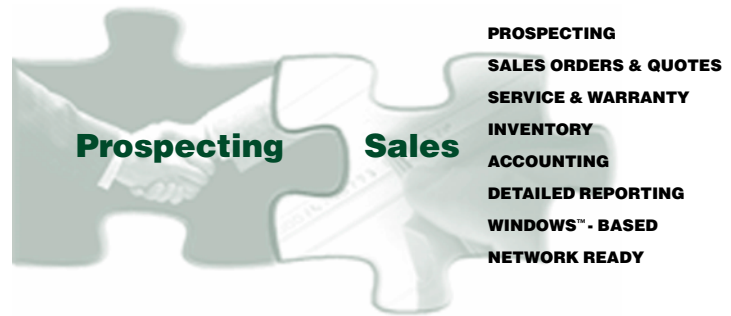 Prospecting
Sales
PROSPECTING
SALES ORDERS & QUOTES
SERVICE & WARRANTY
INVENTORY
ACCOUNTING
DETAILED REPORTING
WINDOWS™- BASED
NETWORK READY